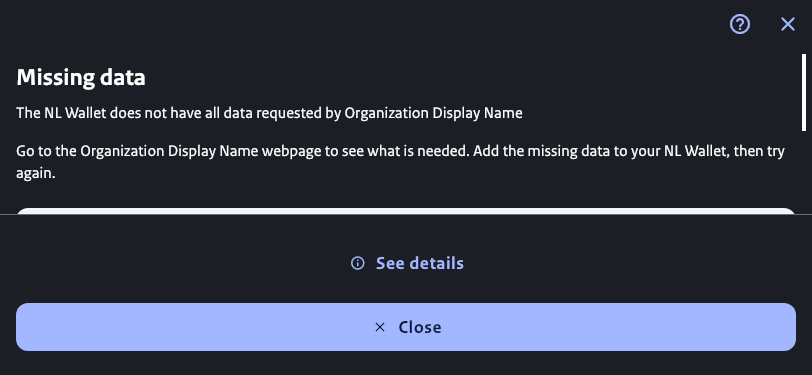 Missing data
The NL Wallet does not have all data requested by Organization Display Name
Go to the Organization Display Name webpage to see what is needed. Add the missing data to your NL Wallet, then try
again.
See details
Close